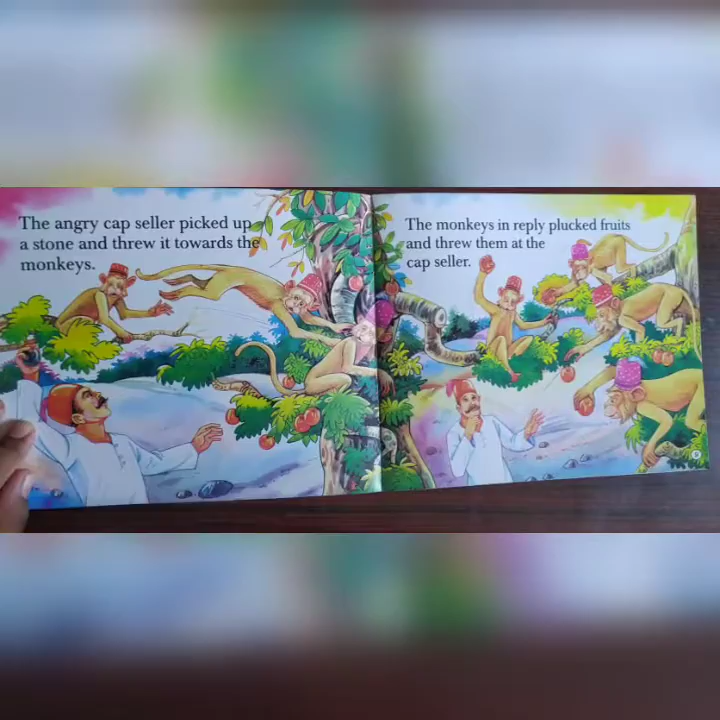 The angry cap seller picked up
a stone and threw it towards the
monkeys.
The monkeys in reply plucked fruits
and threw them at the
cap seller.